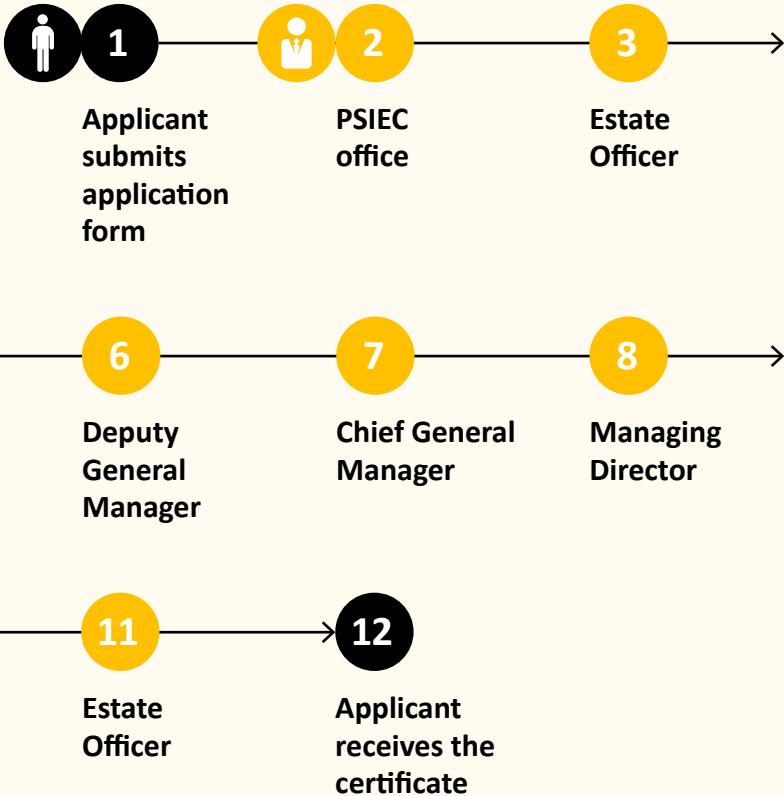 1
2
3
Applicant
submits
application
form
PSIEC
office
Estate
Officer
6
7
8
Deputy
General
Manager
Chief General
Manager
Managing
Director
11
12
Estate
Officer
Applicant
receives the
certificate